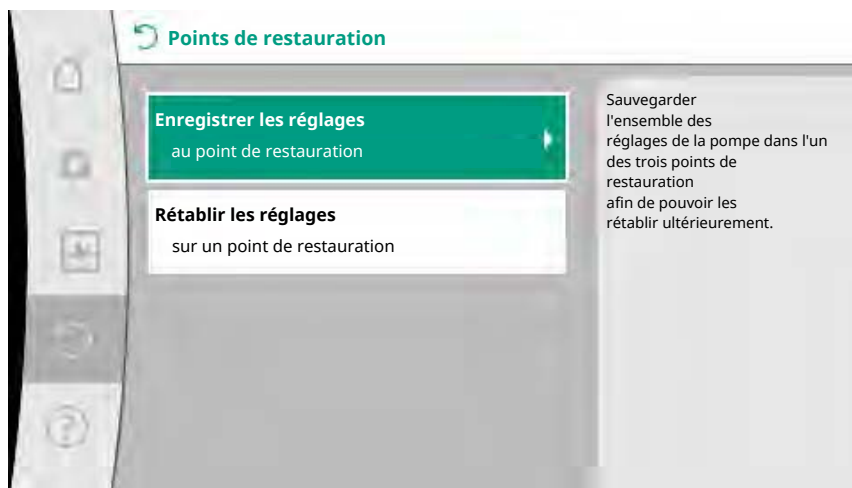 Points de restauration
Enregistrer les réglages
au point de restauration
Rétablir les réglages
sur un point de restauration
Sauvegarder
l'ensemble des
réglages de la pompe dans l'un
des trois points de
restauration
afin de pouvoir les
rétablir ultérieurement.